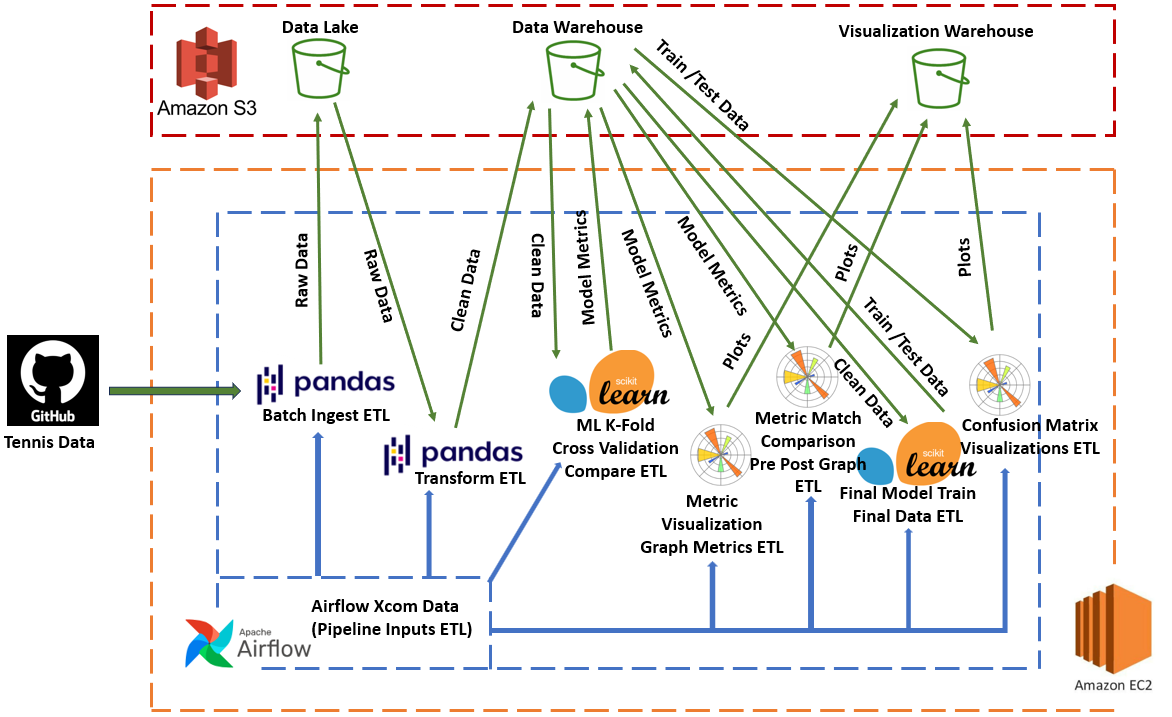 Data Lake
Data Warehouse
Visualization Warehouse
Amazon S3
Train /Test Data
Raw Data
Raw Data
Clean Data
Clean Data
Model Metrics
Model Metrics
Model Metrics
Plots
Plots
Plots
Train /Test Data
Clean Data
GitHub
Tennis Data
pandas
Batch Ingest ETL
pandas
Transform ETL
scikit
learn
ML K-Fold
Cross Validation
Compare ETL
Metric
Visualization
Graph Metrics ETL
Metric Match
Comparison
Pre Post Graph
ETL
scikit
learn
Final Model Train
Final Data ETL
Confusion Matrix
Visualizations ETL
Airflow Xcom Data
(Pipeline Inputs ETL)
Apache
Airflow
Amazon EC2